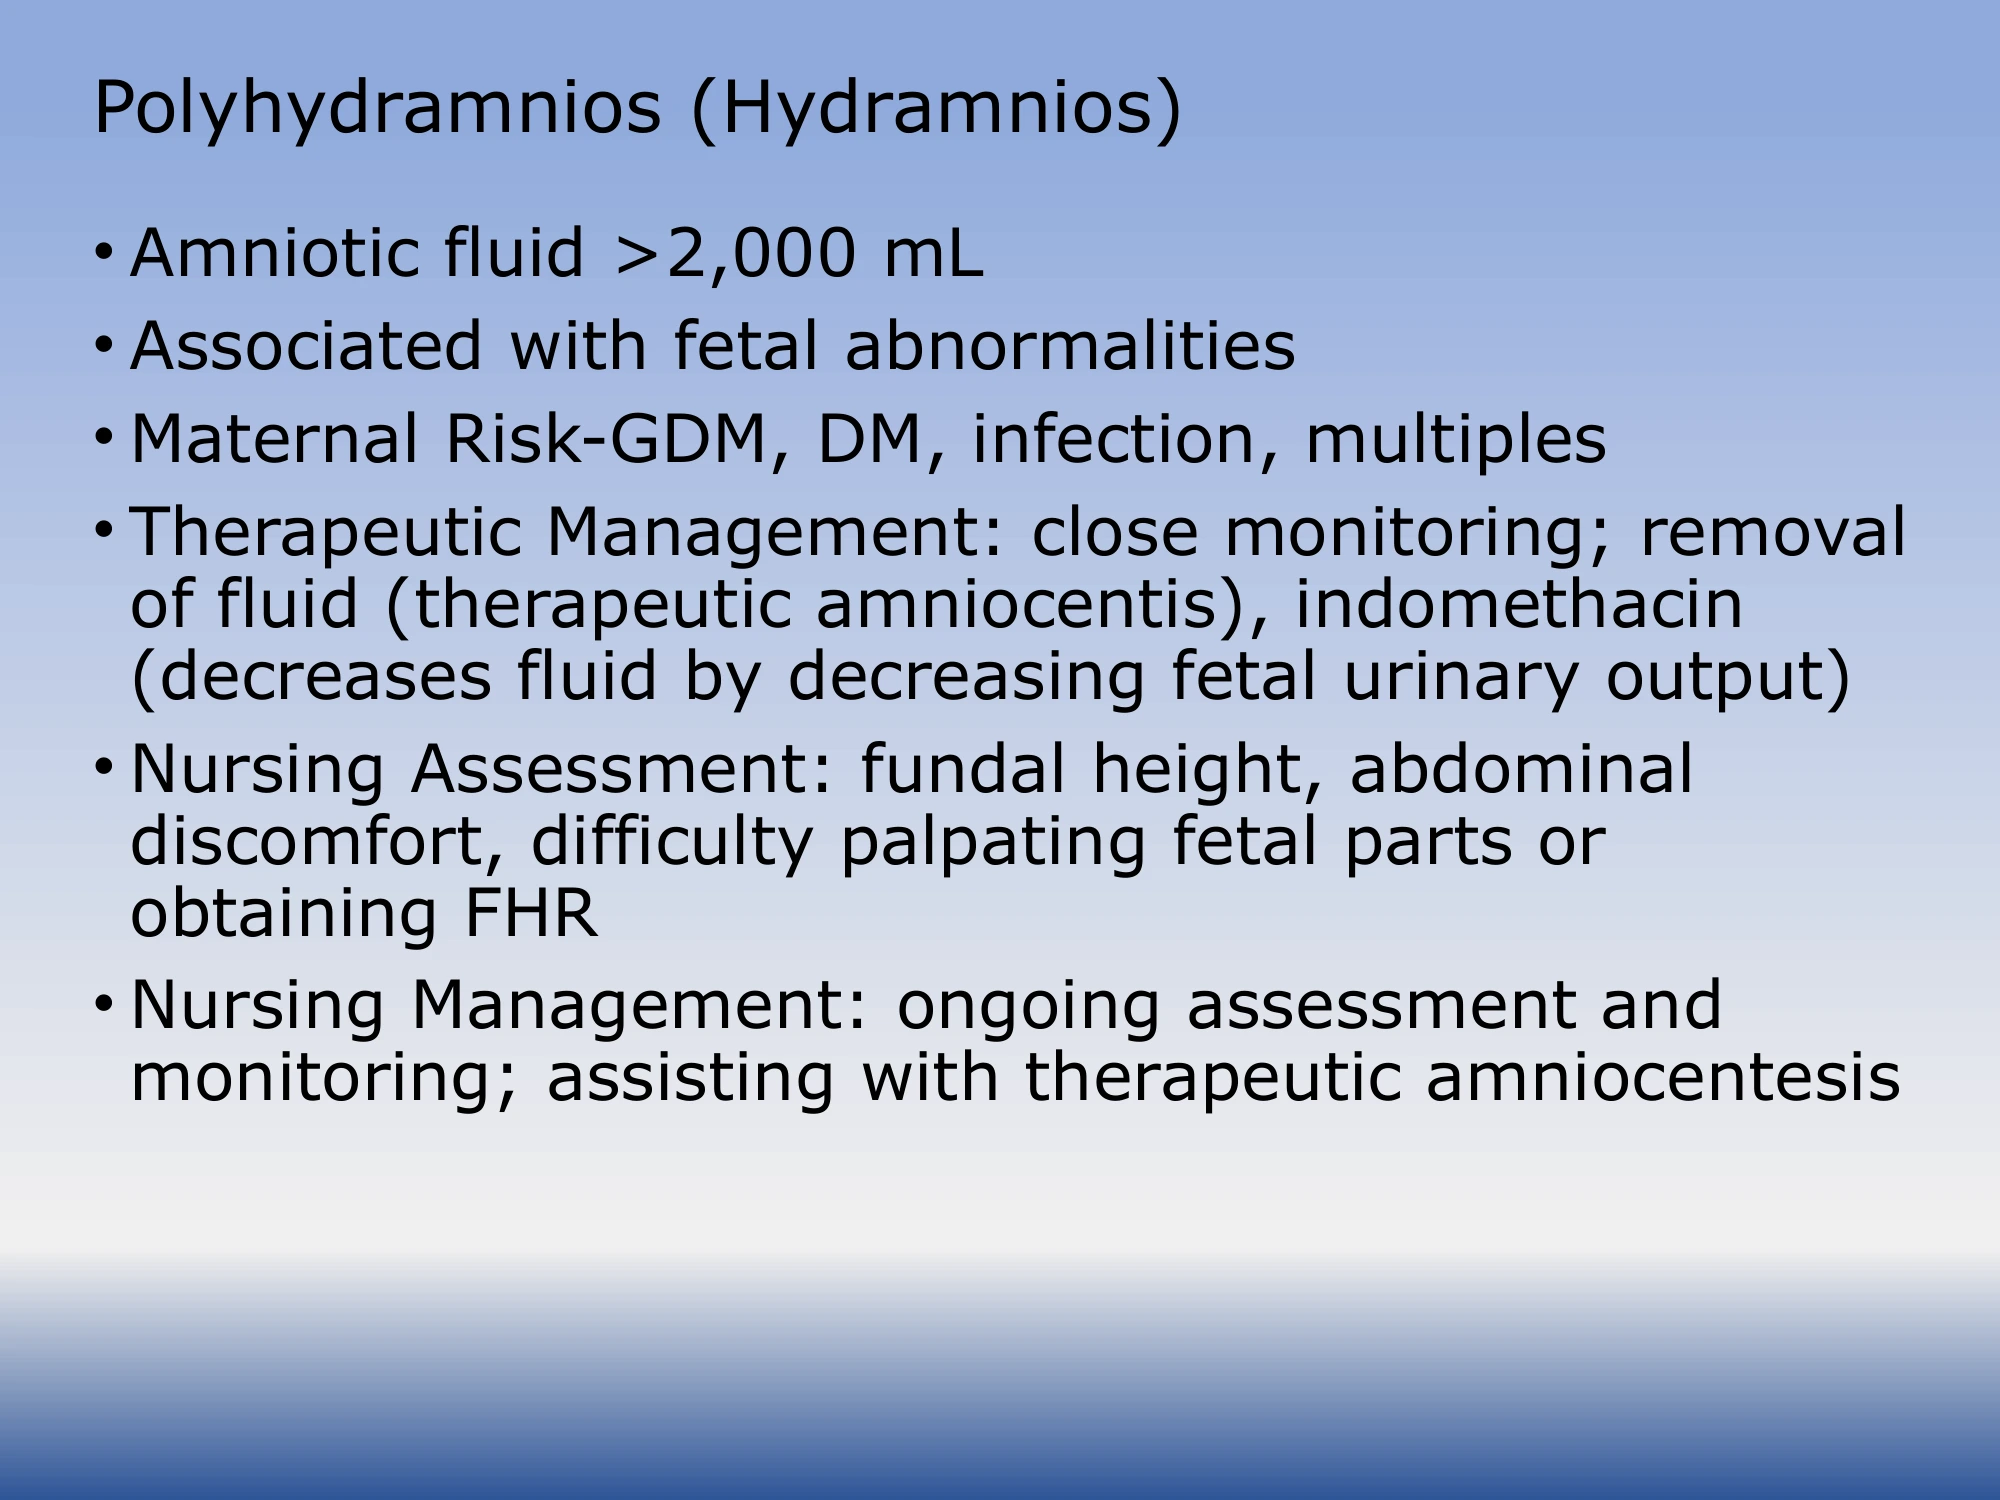 Polyhydramnios (Hydramnios)
• Amniotic fluid >2,000 mL
• Associated with fetal abnormalities
• Maternal Risk-GDM, DM, infection, multiples
• Therapeutic Management: close monitoring; removal
of fluid (therapeutic amniocentis), indomethacin
(decreases fluid by decreasing fetal urinary output)
• Nursing Assessment: fundal height, abdominal
discomfort, difficulty palpating fetal parts or
obtaining FHR
• Nursing Management: ongoing assessment and
monitoring; assisting with therapeutic amniocentesis